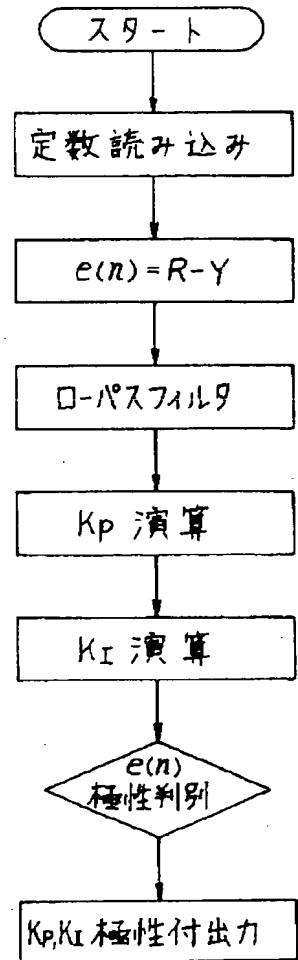 スタート
定数読み込み
e(n)=R-Y
ローパスフィルタ
KP 演算
KI 演算
e(n)
極性判別
KP,KI 極性付出力